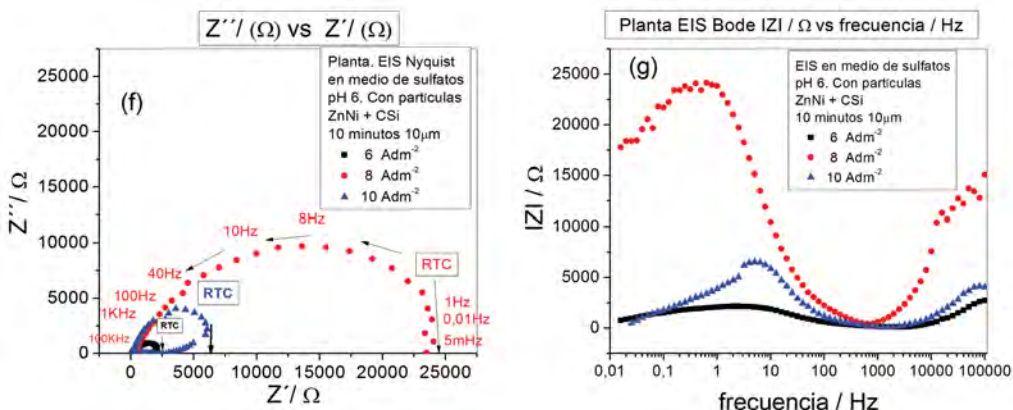 Z´´/ (Ω) vs Z´/ (Ω)
25000
20000
15000
10000
5000
0
Z´´/ Ω
(f)
Planta. EIS Nyquist
en medio de sulfatos
pH 6. Con particulas
ZnNi + CSi
10 minutos 10µm
6 Adm-2
8 Adm-2
10 Adm-2
8Hz
10Hz
40Hz
RTC
RTC
100Hz
1Hz
1KHz
RTC
0,01Hz
100KHz
5mHz
0 5000 10000 15000 20000 25000
Z´/ Ω
Planta EIS Bode IZI / Ω vs frecuencia / Hz
25000
20000
15000
10000
5000
0
IZI / Ω
(g)
EIS en medio de sulfatos
pH 6. Con particulas
ZnNi + CSi
10 minutos 10µm
6 Adm-2
8 Adm-2
10 Adm-2
0,01 0,1 1 10 100 1000 10000 100000
frecuencia / Hz